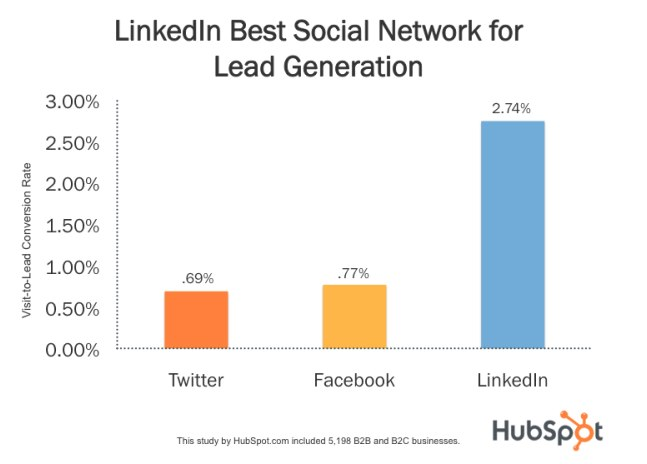 LinkedIn Best Social Network for
Lead Generation
3.00%
2.50%
2.00%
1.50%
1.00%
0.50%
0.00%
Visit-to-Lead Conversion Rate
.69%
.77%
2.74%
Twitter
Facebook
LinkedIn
This study by HubSpot.com included 5,198 B2B and B2C businesses.
HubSpot